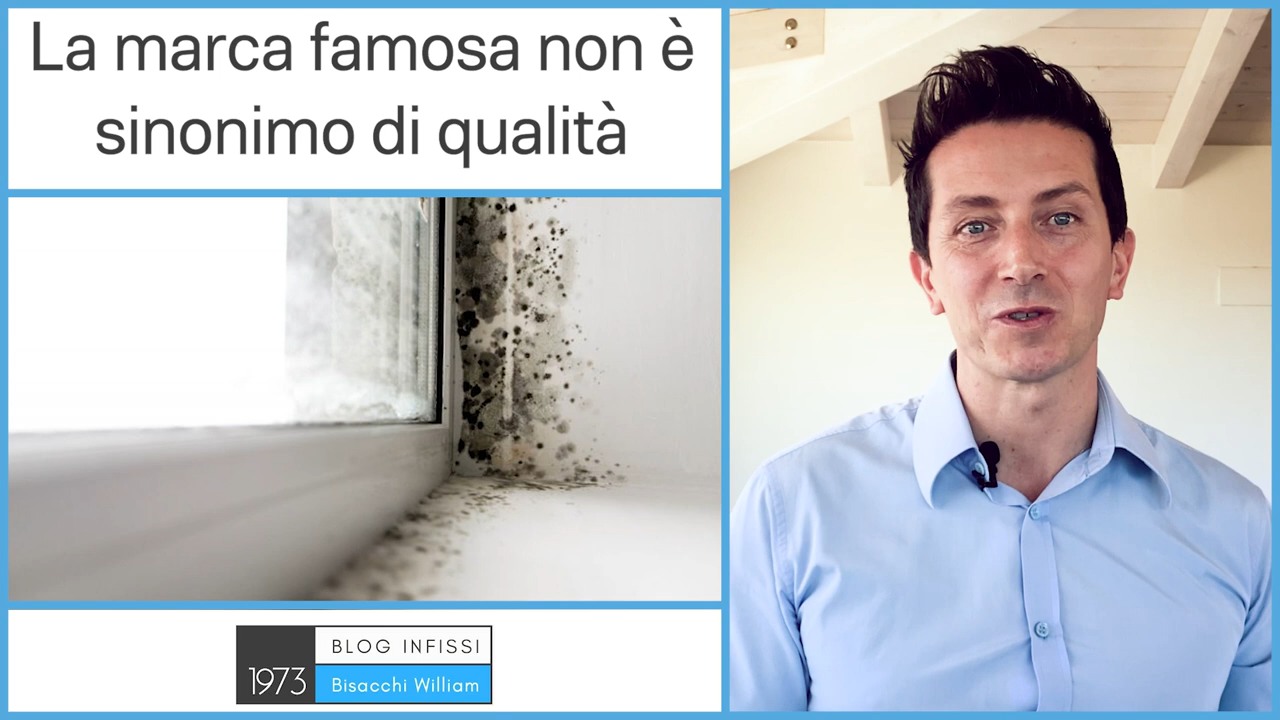 La marca famosa non è
sinonimo di qualità
1973
BLOG INFISSI
Bisacchi William